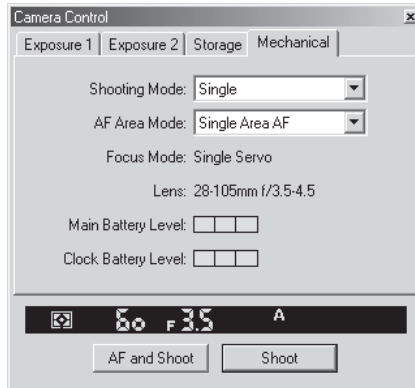 Camera Control
Exposure 1 Exposure 2 Storage Mechanical
Shooting Mode: Single
AF Area Mode: Single Area AF
Focus Mode: Single Servo
Lens: 28-105mm f/3.5-4.5
Main Battery Level:
Clock Battery Level:
60 F3.5 A
AF and Shoot Shoot